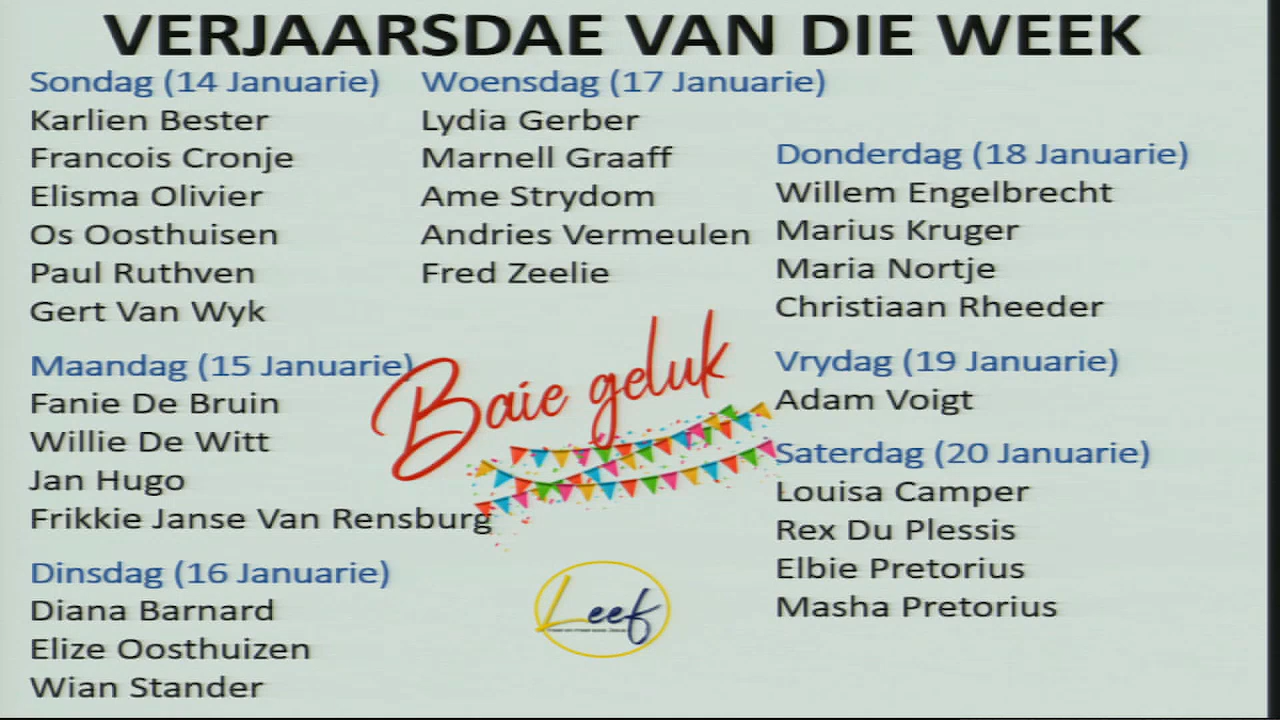 VERJAARSDAE VAN DIE WEEK
Sondag (14 Januarie)
Karlien Bester
Francois Cronje
Elisma Olivier
Os Oosthuisen
Paul Ruthven
Gert Van Wyk
Maandag (15 Januarie)
Fanie De Bruin
Willie De Witt
Jan Hugo
Frikkie Janse Van Rensburg
Dinsdag (16 Januarie)
Diana Barnard
Elize Oosthuizen
Wian Stander
Woensdag (17 Januarie)
Lydia Gerber
Marnell Graaff
Ame Strydom
Andries Vermeulen
Fred Zeelie
Baie geluk
Leef
Donderdag (18 Januarie)
Willem Engelbrecht
Marius Kruger
Maria Nortje
Christiaan Rheeder
Vrydag (19 Januarie)
Adam Voigt
Saterdag (20 Januarie)
Louisa Camper
Rex Du Plessis
Elbie Pretorius
Masha Pretorius